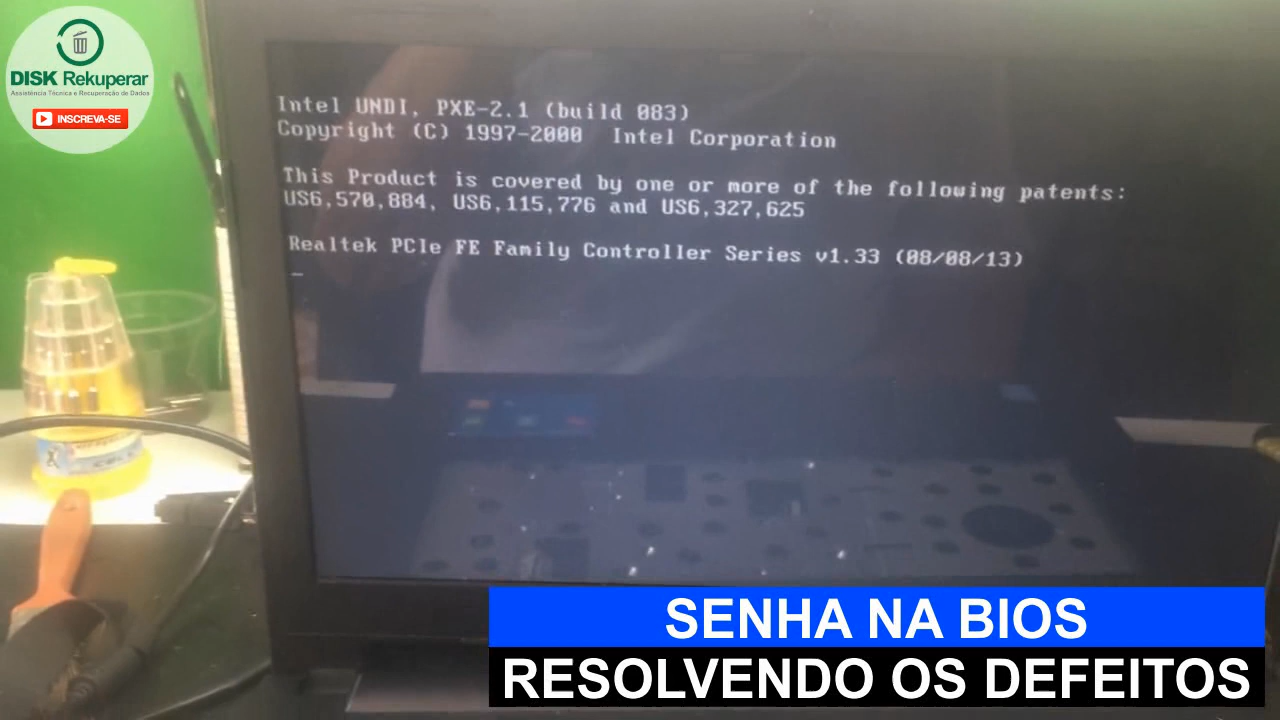 DISK Rekuperar
Assistência Técnica e Recuperação de Dados
INSCREVA-SE
Intel UNDI, PXE-2.1 (build 083)
Copyright (C) 1997-2000 Intel Corporation
This Product is covered by one or more of the following patents:
US6,570,884, US6,115,776 and US6,327,625
Realtek PCIe FE Family Controller Series v1.33 (08/08/13)
SENHA NA BIOS
RESOLVENDO OS DEFEITOS